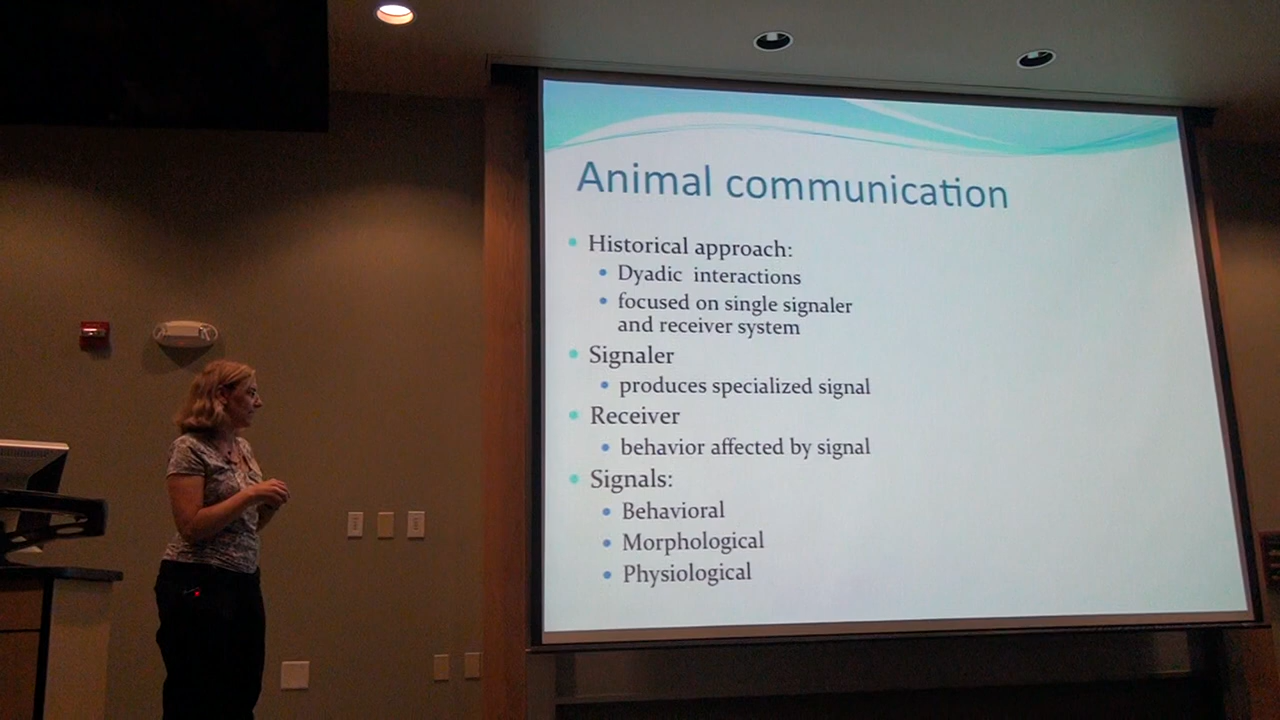 Animal communication
Historical approach:
Dyadic interactions
focused on single signaler
and receiver system
Signaler
produces specialized signal
Receiver
behavior affected by signal
Signals:
Behavioral
Morphological
Physiological